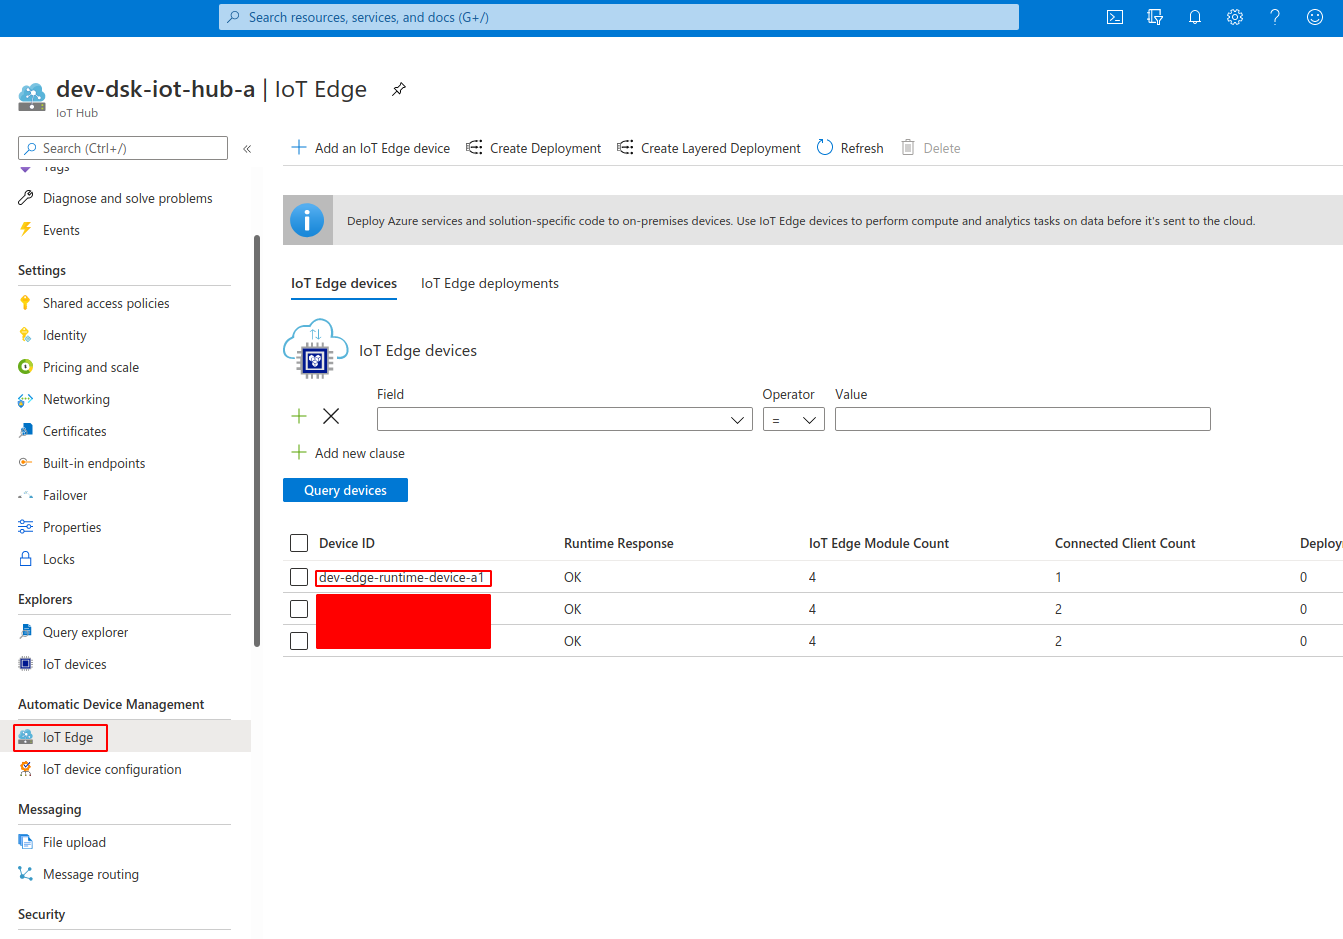 Search resources, services, and docs (G+/)
dev-dsk-iot-hub-a | IoT Edge
IoT Hub
Search (Ctrl+/)
«
Tags
Diagnose and solve problems
Events
Settings
Shared access policies
Identity
Pricing and scale
Networking
Certificates
Built-in endpoints
Failover
Properties
Locks
Explorers
Query explorer
IoT devices
Automatic Device Management
IoT Edge
IoT device configuration
Messaging
File upload
Message routing
Security
Add an IoT Edge device Create Deployment Create Layered Deployment Refresh Delete
Deploy Azure services and solution-specific code to on-premises devices. Use IoT Edge devices to perform compute and analytics tasks on data before it's sent to the cloud.
IoT Edge devices IoT Edge deployments
IoT Edge devices
Field Operator Value
=
Add new clause
Query devices
Device ID Runtime Response IoT Edge Module Count Connected Client Count Deploy
dev-edge-runtime-device-a1 OK 4 1 0
OK 4 2 0
OK 4 2 0